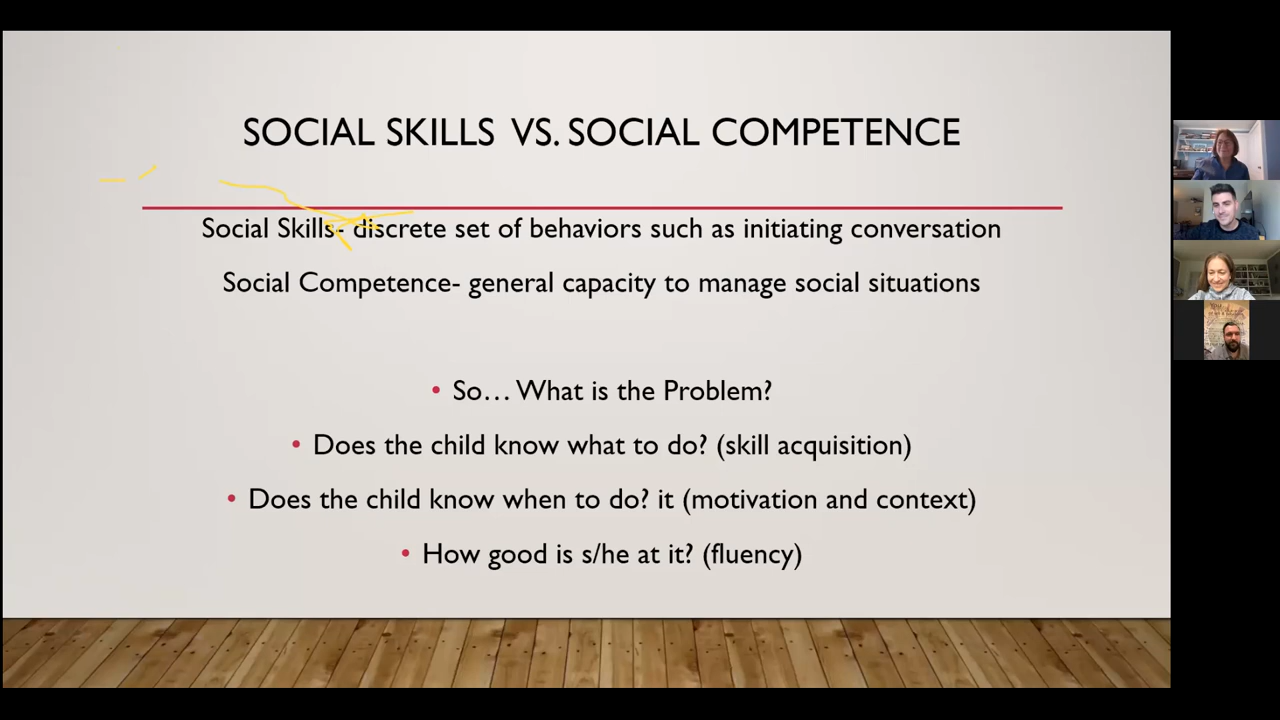 SOCIAL SKILLS VS. SOCIAL COMPETENCE
Social Skills- discrete set of behaviors such as initiating conversation
Social Competence- general capacity to manage social situations
• So… What is the Problem?
• Does the child know what to do? (skill acquisition)
• Does the child know when to do? it (motivation and context)
• How good is s/he at it? (fluency)